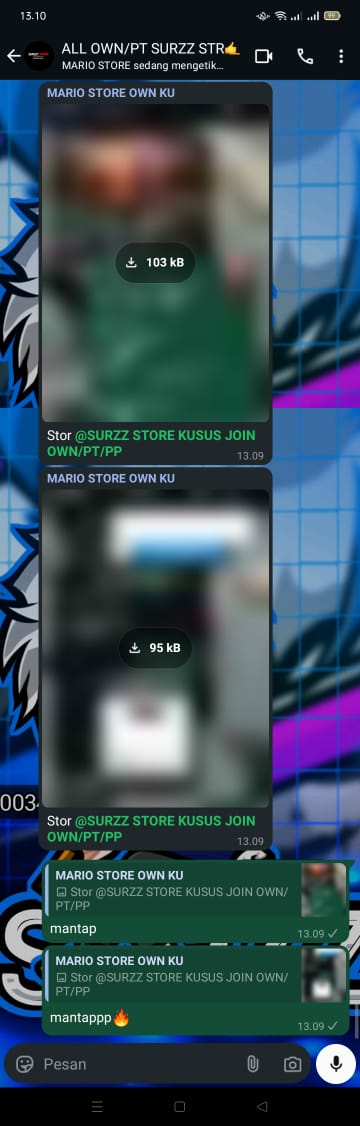 13.10
99
ALL OWN/PT SURZZ STR
MARIO STORE sedang mengetik...
MARIO STORE OWN KU
103 kB
Stor @SURZZ STORE KUSUS JOIN
OWN/PT/PP
13.09
MARIO STORE OWN KU
95 kB
Stor @SURZZ STORE KUSUS JOIN
OWN/PT/PP
13.09
MARIO STORE OWN KU
Stor @SURZZ STORE KUSUS JOIN OWN/
PT/PP
mantap
13.09
MARIO STORE OWN KU
Stor @SURZZ STORE KUSUS JOIN OWN/
PT/PP
mantappp🔥
13.09
Pesan